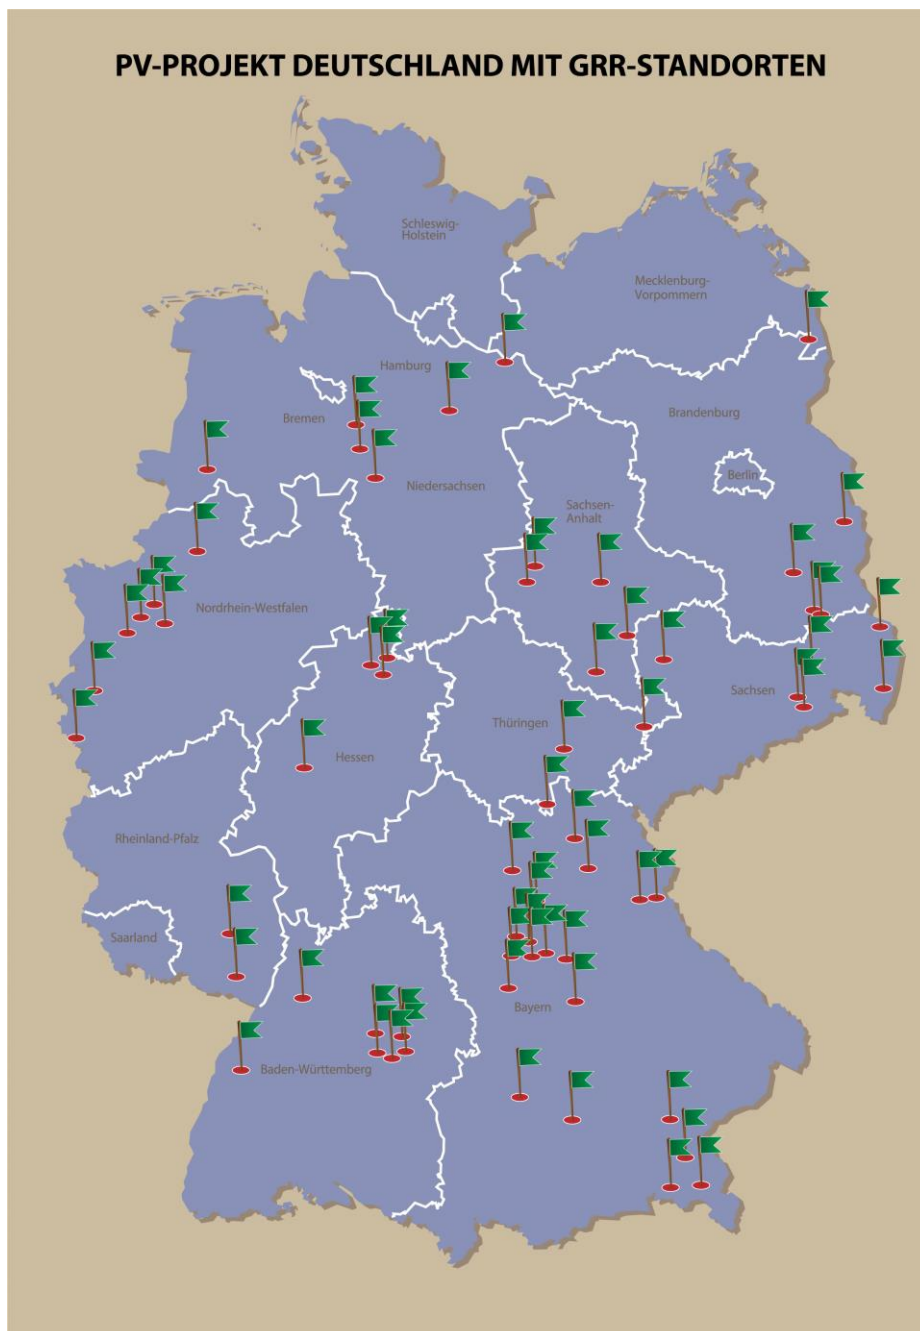 PV-PROJEKT DEUTSCHLAND MIT GRR-STANDORTEN
Schleswig-
Holstein
Mecklenburg-
Vorpommern
Hamburg
Bremen
Brandenburg
Berlin
Niedersachsen
Sachsen-
Anhalt
Nordrhein-Westfalen
Sachsen
Thüringen
Hessen
Rheinland-Pfalz
Saarland
Bayern
Baden-Württemberg